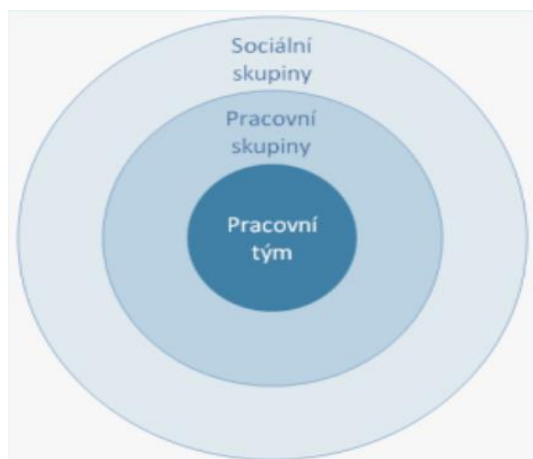 Sociální
skupiny
Pracovní
skupiny
Pracovní
tým